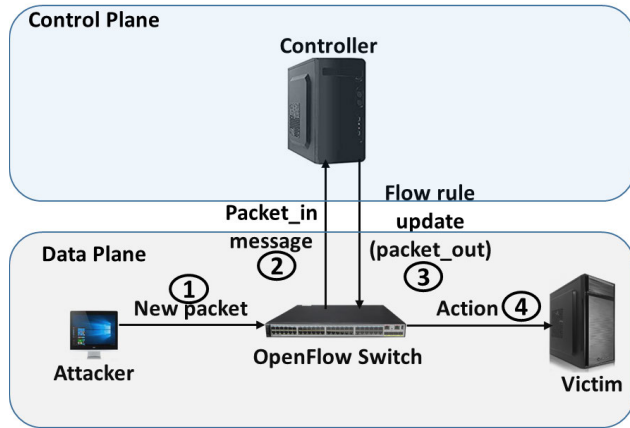 Control Plane
Controller
Packet_in
message
2
Flow rule
update
(packet_out)
3
Data Plane
1
New packet
Action 4
Attacker
OpenFlow Switch
Victim